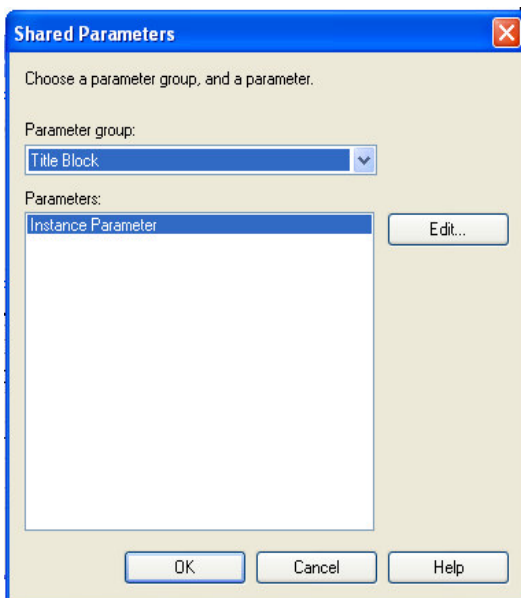 Shared Parameters
Choose a parameter group, and a parameter.
Parameter group:
Title Block
Parameters:
Instance Parameter
Edit...
OK Cancel Help